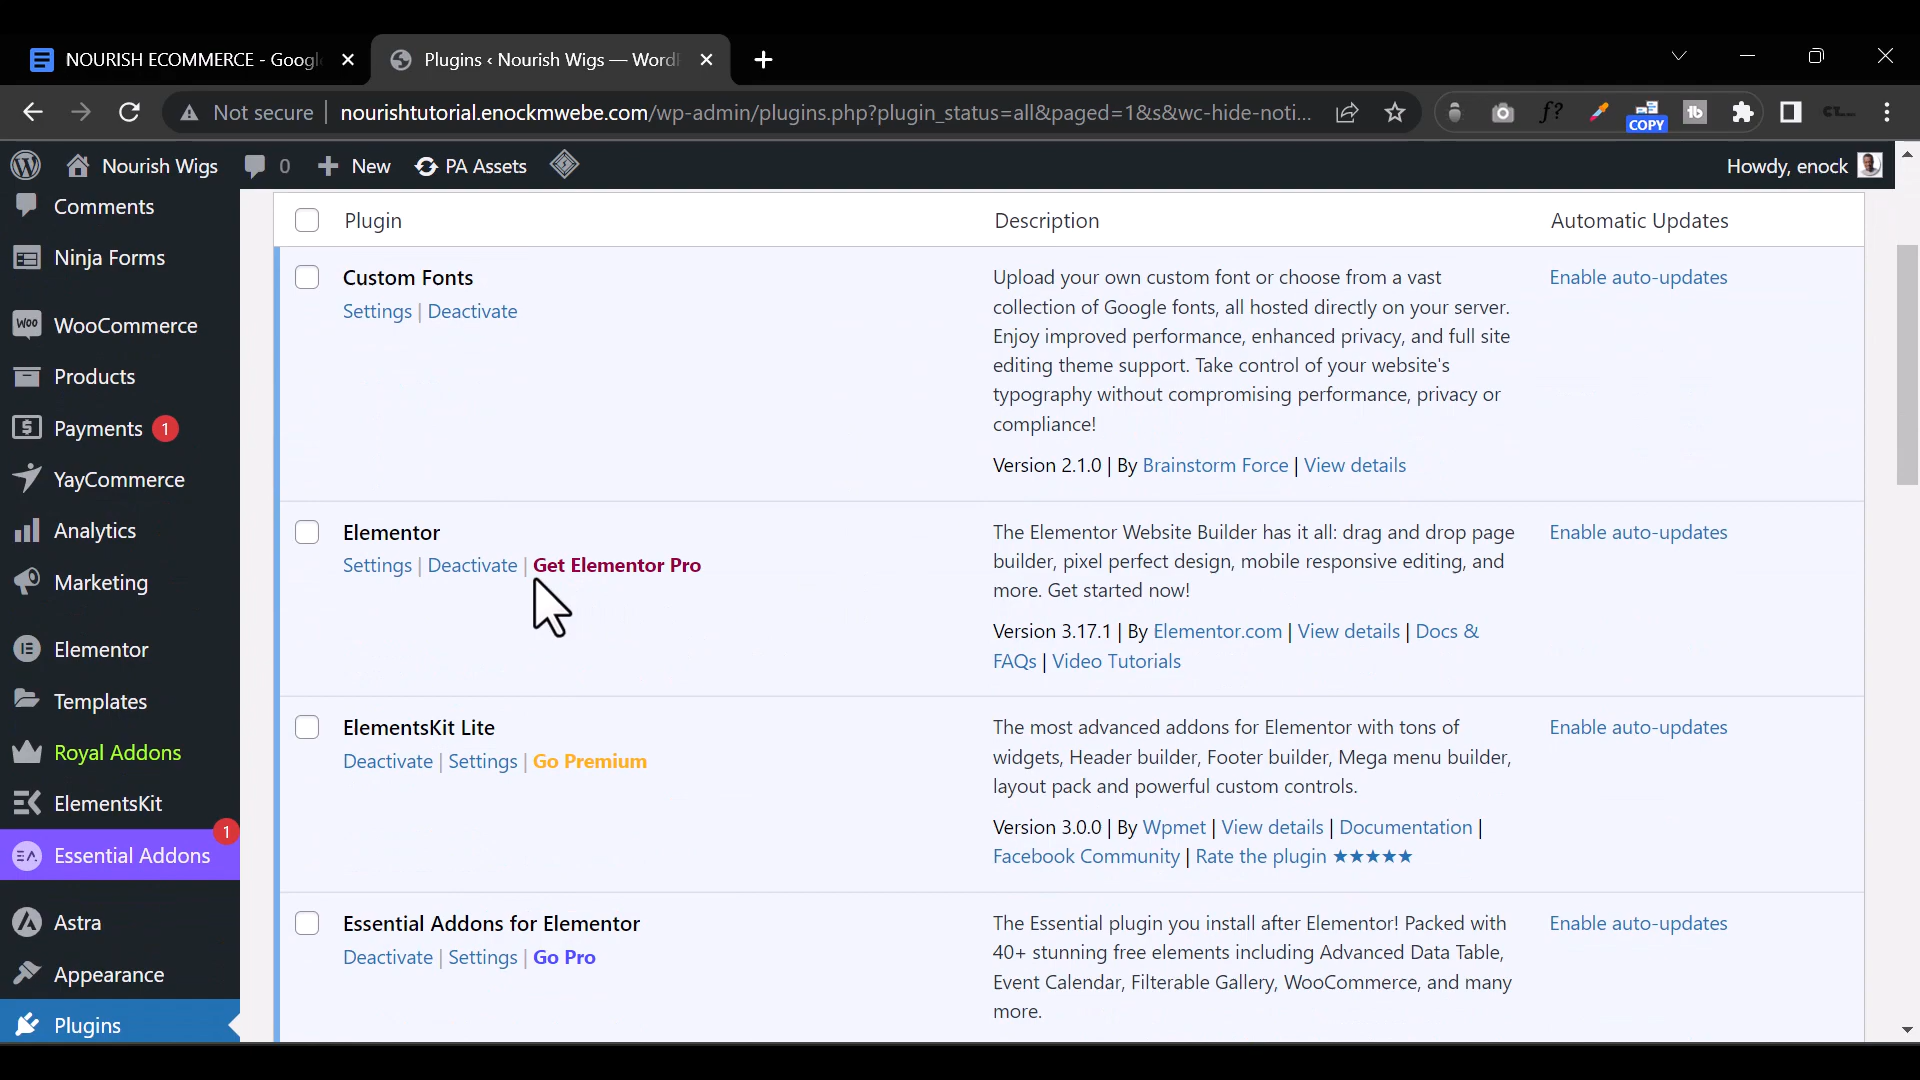 NOURISH ECOMMERCE - Googl
Plugins ‹ Nourish Wigs — Word
Not secure
nourishtutorial.enockmwebe.com/wp-admin/plugins.php?plugin_status=all&paged=1&s&wc-hide-noti...
f?
COPY
tb
Nourish Wigs
0
New
PA Assets
Howdy, enock
Comments
Ninja Forms
Woo
WooCommerce
Products
Payments 1
YayCommerce
Analytics
Marketing
Elementor
Templates
Royal Addons
ElementsKit
1
EA
Essential Addons
Astra
Appearance
Plugins
Plugin
Description
Automatic Updates
Custom Fonts
Settings | Deactivate
Upload your own custom font or choose from a vast
collection of Google fonts, all hosted directly on your server.
Enjoy improved performance, enhanced privacy, and full site
editing theme support. Take control of your website's
typography without compromising performance, privacy or
compliance!
Version 2.1.0 | By Brainstorm Force | View details
Enable auto-updates
Elementor
Settings | Deactivate | Get Elementor Pro
The Elementor Website Builder has it all: drag and drop page
builder, pixel perfect design, mobile responsive editing, and
more. Get started now!
Version 3.17.1 | By Elementor.com | View details | Docs &
FAQs | Video Tutorials
Enable auto-updates
ElementsKit Lite
Deactivate | Settings | Go Premium
The most advanced addons for Elementor with tons of
widgets, Header builder, Footer builder, Mega menu builder,
layout pack and powerful custom controls.
Version 3.0.0 | By Wpmet | View details | Documentation |
Facebook Community | Rate the plugin ★★★★★
Enable auto-updates
Essential Addons for Elementor
Deactivate | Settings | Go Pro
The Essential plugin you install after Elementor! Packed with
40+ stunning free elements including Advanced Data Table,
Event Calendar, Filterable Gallery, WooCommerce, and many
more.
Enable auto-updates